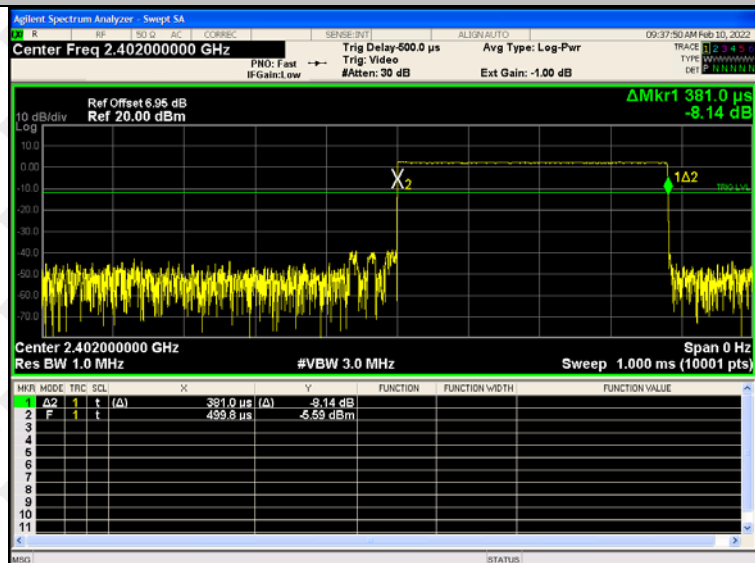 Agilent Spectrum Analyzer - Swept SA
R RF 50 Ω AC CORREC SENSE:INT ALIGN AUTO 09:37:50 AM Feb 10, 2022
Center Freq 2.402000000 GHz
PNO: Fast
IFGain:Low
Trig Delay-500.0 µs
Trig: Video
#Atten: 30 dB
Avg Type: Log-Pwr
Ext Gain: -1.00 dB
TRACE 1 2 3 4 5 6
TYPE WWWWWW
DET P N N N N N
ΔMkr1 381.0 µs
-8.14 dB
Ref Offset 6.95 dB
10 dB/div Ref 20.00 dBm
Log
10.0
0.00
-10.0
-20.0
-30.0
-40.0
-50.0
-60.0
-70.0
2
1Δ2
TRIG LVL
Center 2.402000000 GHz Span 0 Hz
Res BW 1.0 MHz #VBW 3.0 MHz Sweep 1.000 ms (10001 pts)
MKR MODE TRC SCL X Y FUNCTION FUNCTION WIDTH FUNCTION VALUE
1 Δ2 1 t (Δ) 381.0 µs (Δ) -8.14 dB
2 F 1 t 499.8 µs -5.59 dBm
3
4
5
6
7
8
9
10
11
MSG STATUS